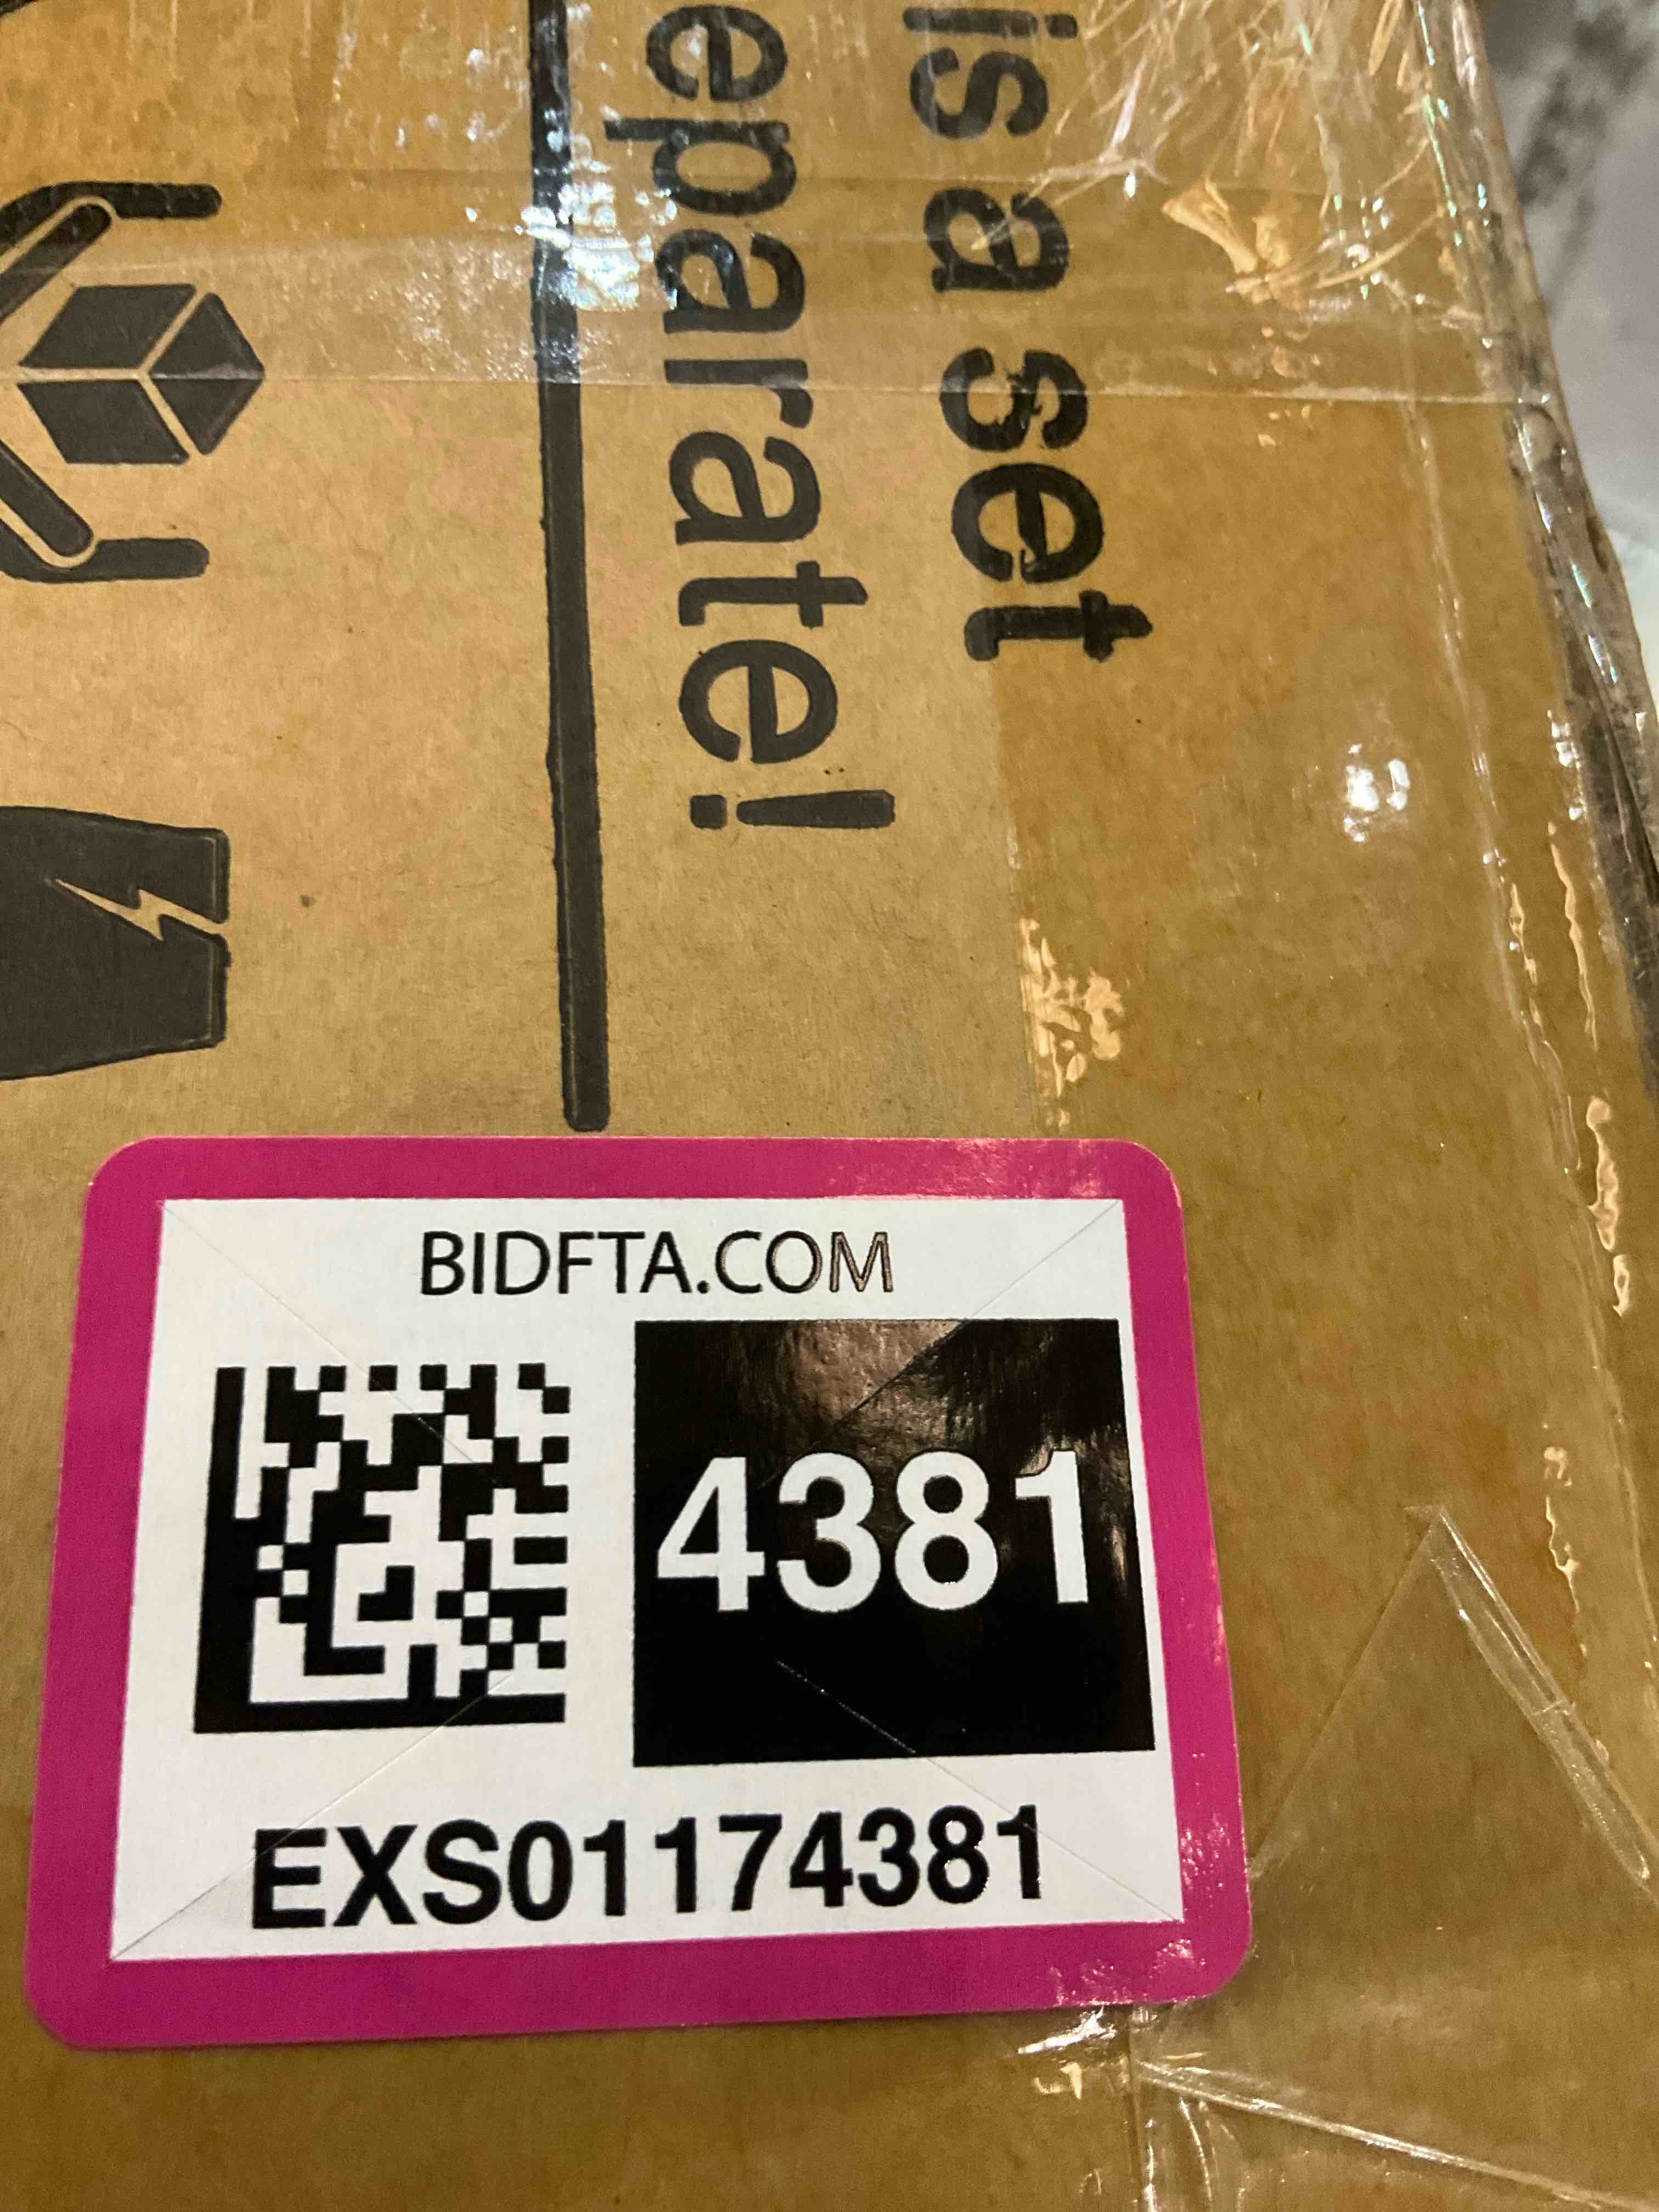 is a set
eparate!
BIDFTA.COM
4381
EXS01174381